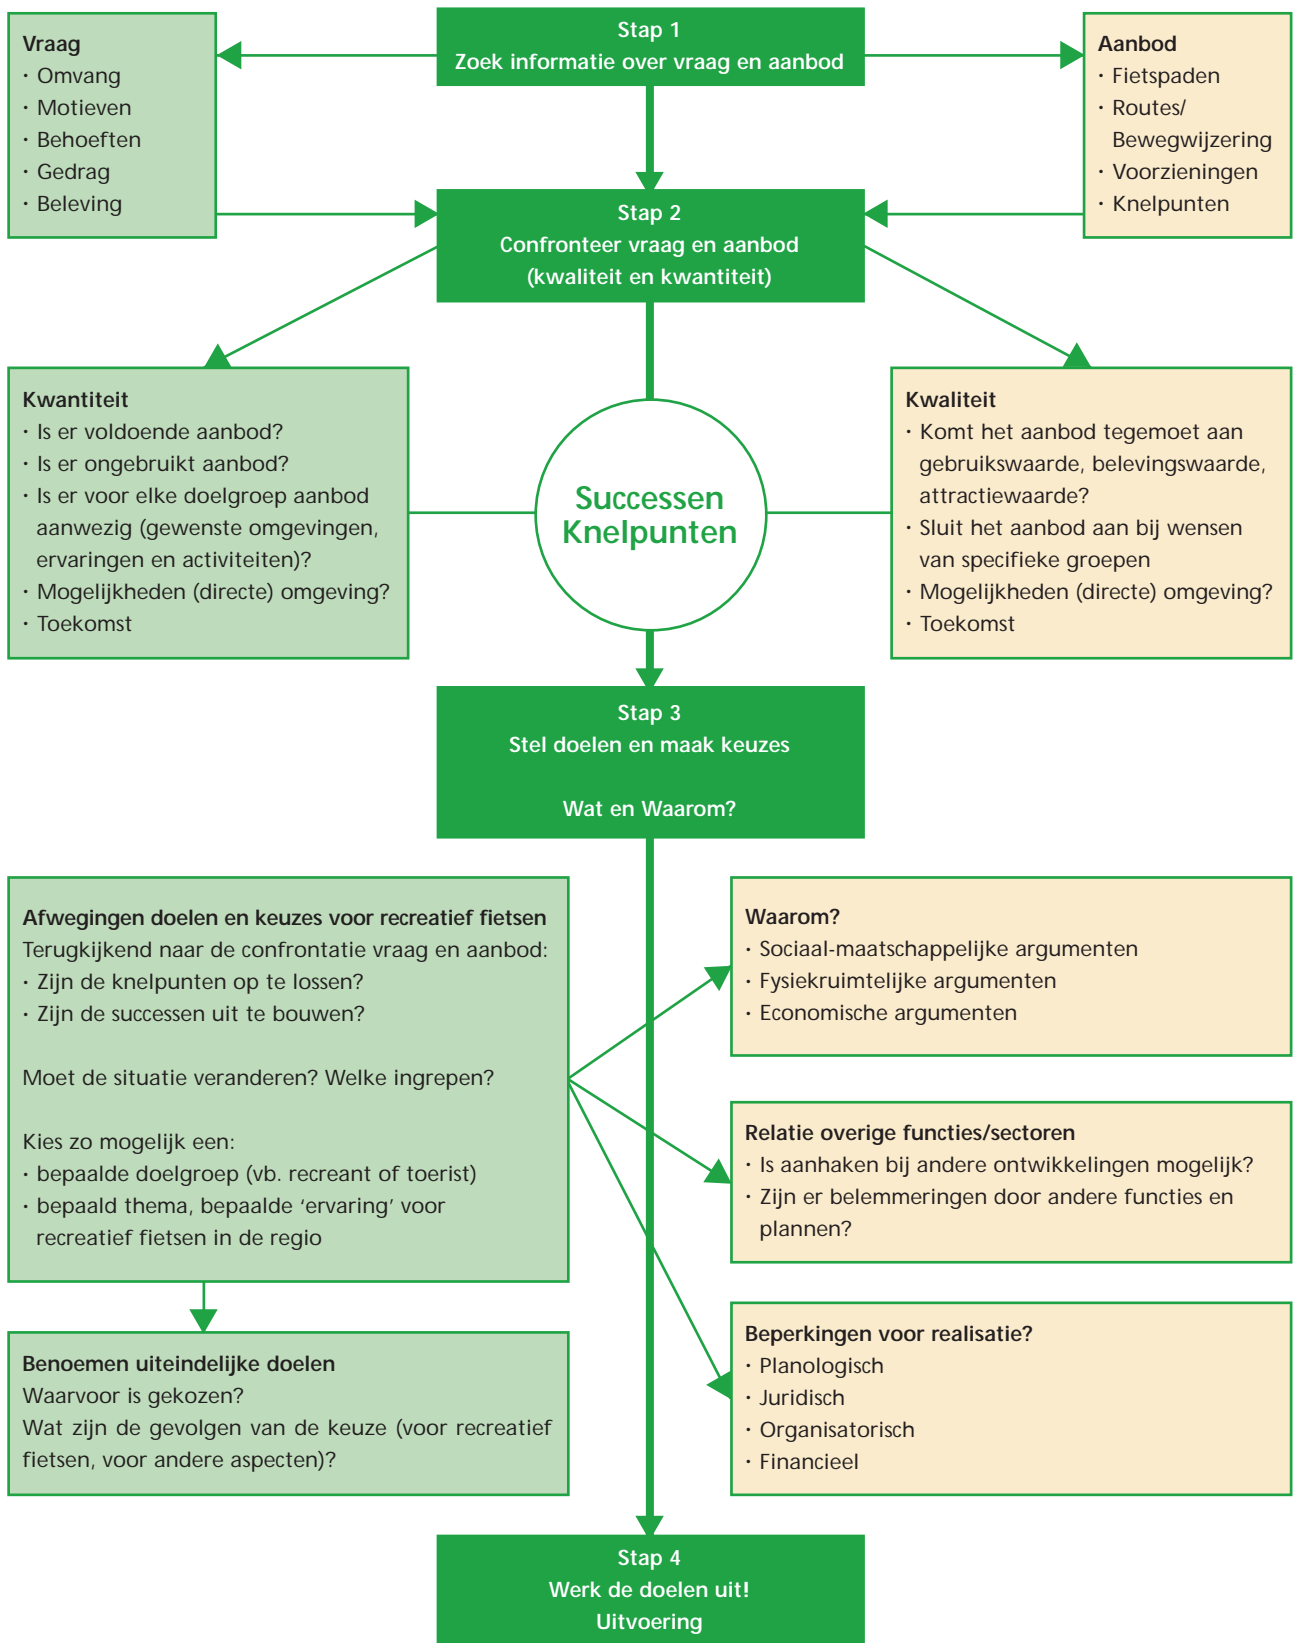 Stap 1
Zoek informatie over vraag en aanbod
Vraag
· Omvang
· Motieven
· Behoeften
· Gedrag
· Beleving
Aanbod
· Fietspaden
· Routes/
Bewegwijzering
· Voorzieningen
· Knelpunten
Stap 2
Confronteer vraag en aanbod
(kwaliteit en kwantiteit)
Kwantiteit
· Is er voldoende aanbod?
· Is er ongebruikt aanbod?
· Is er voor elke doelgroep aanbod
aanwezig (gewenste omgevingen,
ervaringen en activiteiten)?
· Mogelijkheden (directe) omgeving?
· Toekomst
Successen
Knelpunten
Kwaliteit
· Komt het aanbod tegemoet aan
gebruikswaarde, belevingswaarde,
attractiewaarde?
· Sluit het aanbod aan bij wensen
van specifieke groepen
· Mogelijkheden (directe) omgeving?
· Toekomst
Stap 3
Stel doelen en maak keuzes
Wat en Waarom?
Afwegingen doelen en keuzes voor recreatief fietsen
Terugkijkend naar de confrontatie vraag en aanbod:
· Zijn de knelpunten op te lossen?
· Zijn de successen uit te bouwen?
Moet de situatie veranderen? Welke ingrepen?
Kies zo mogelijk een:
· bepaalde doelgroep (vb. recreant of toerist)
· bepaald thema, bepaalde ‘ervaring’ voor
recreatief fietsen in de regio
Waarom?
· Sociaal-maatschappelijke argumenten
· Fysiekruimtelijke argumenten
· Economische argumenten
Relatie overige functies/sectoren
· Is aanhaken bij andere ontwikkelingen mogelijk?
· Zijn er belemmeringen door andere functies en
plannen?
Benoemen uiteindelijke doelen
Waarvoor is gekozen?
Wat zijn de gevolgen van de keuze (voor recreatief
fietsen, voor andere aspecten)?
Beperkingen voor realisatie?
· Planologisch
· Juridisch
· Organisatorisch
· Financieel
Stap 4
Werk de doelen uit!
Uitvoering